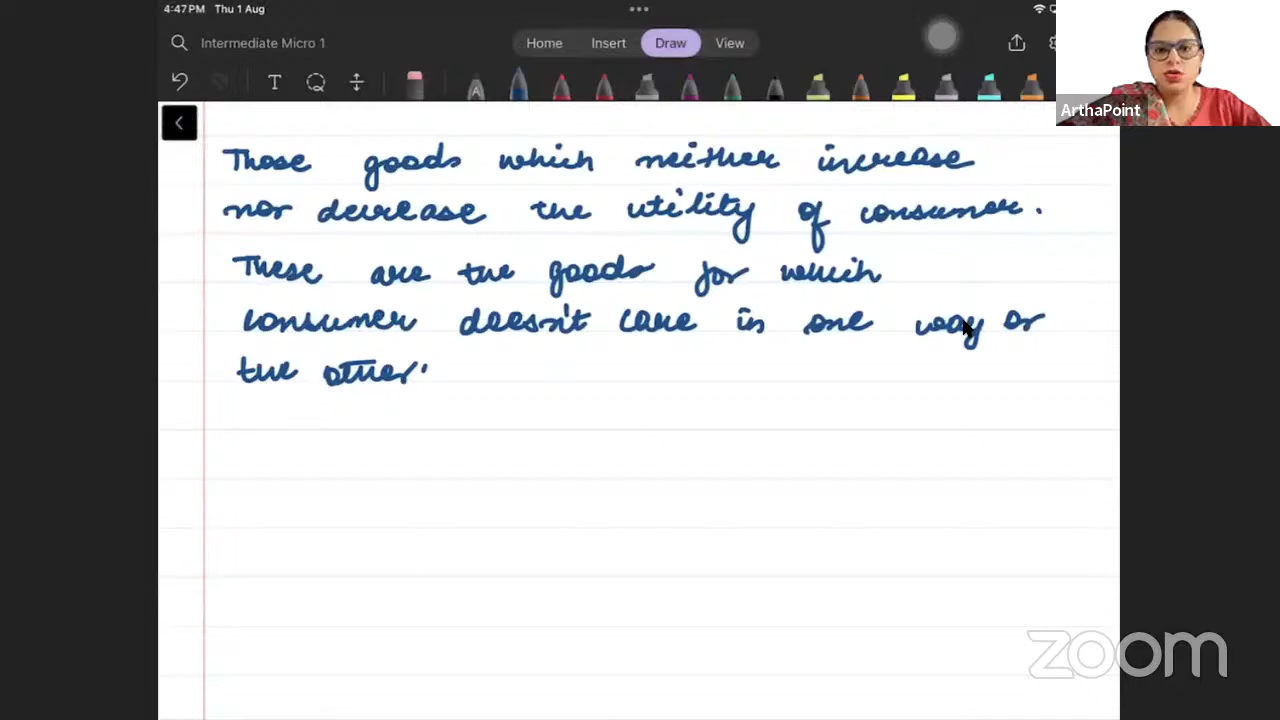 4:47 PM Thu 1 Aug
Intermediate Micro 1
Home Insert Draw View
T
A
ArthaPoint
Those goods which neither increase
nor decrease the utility of consumer.
These are the goods for which
consumer doesn't care in one way or
the other.
zoom